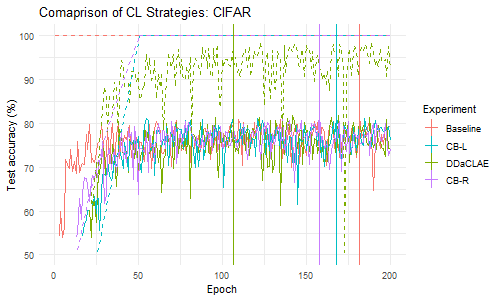 Comaprison of CL Strategies: CIFAR
100
90
80
70
60
50
Test accuracy (%)
0
50
100
150
200
Epoch
Experiment
Baseline
CB-L
DDaCLAE
CB-R